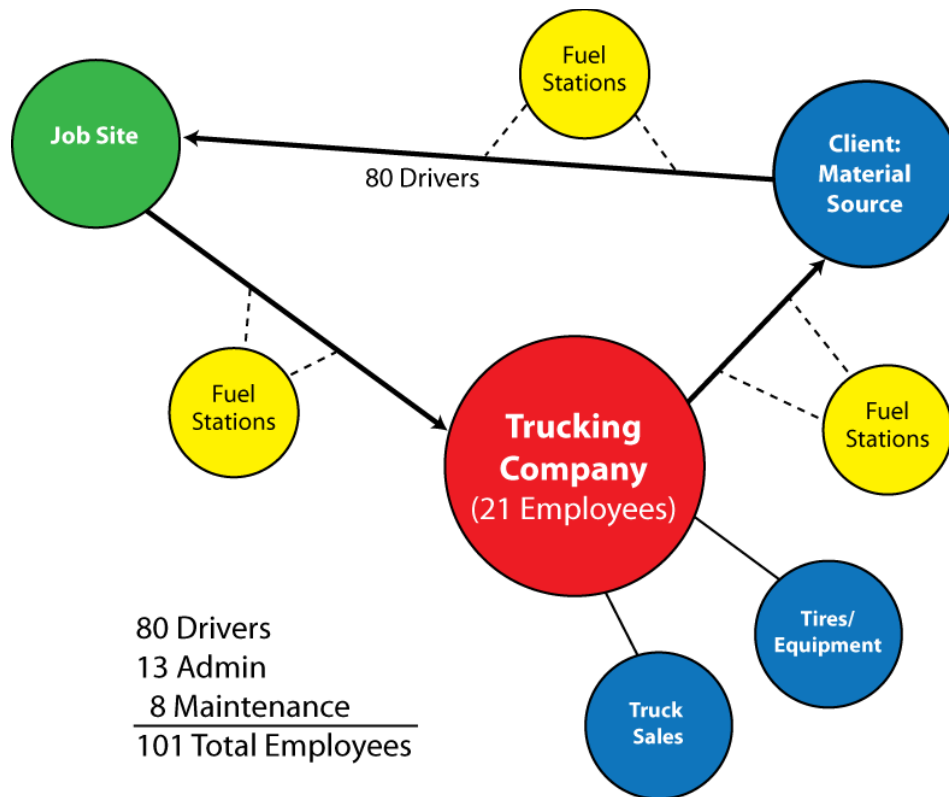 Fuel
Stations
Job Site
Client:
Material
Source
80 Drivers
Fuel
Stations
Trucking
Company
(21 Employees)
Fuel
Stations
Tires/
Equipment
Truck
Sales
80 Drivers
13 Admin
8 Maintenance
101 Total Employees